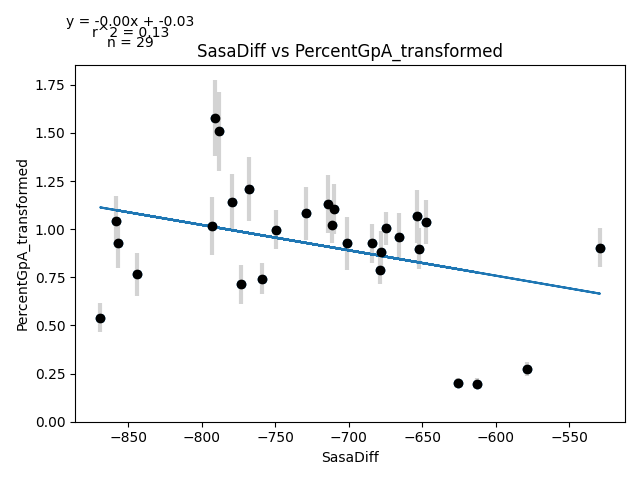 y = -0.00x + -0.03
r^2 = 0.13
n = 29
SasaDiff vs PercentGpA_transformed
PercentGpA_transformed
1.75
1.50
1.25
1.00
0.75
0.50
0.25
0.00
−850 −800 −750 −700 −650 −600 −550
SasaDiff